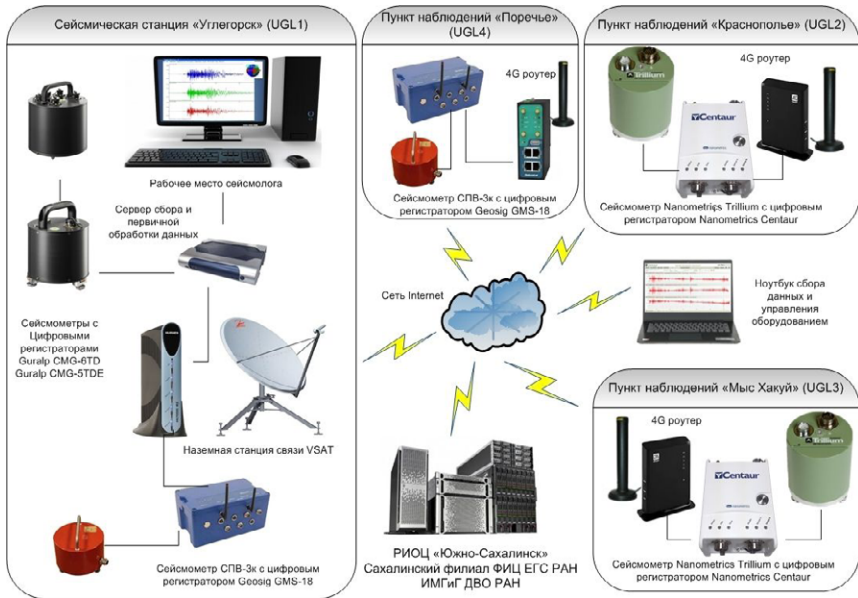 Сейсмическая станция «Углегорск» (UGL1)
Рабочее место сейсмолога
Сервер сбора и
первичной
обработки данных
Сейсмометры с
Цифровыми
регистраторами
Guralp CMG-6TD
Guralp CMG-5TDE
Наземная станция связи VSAT
Сейсмометр СПВ-3к с цифровым
регистратором Geosig GMS-18
Пункт наблюдений «Поречье»
(UGL4)
4G роутер
Сейсмометр СПВ-3к с цифровым
регистратором Geosig GMS-18
Пункт наблюдений «Краснополье» (UGL2)
4G роутер
Trillium
Centaur
Сейсмометр Nanometrics Trillium с цифровым
регистратором Nanometrics Centaur
Сеть Internet
Ноутбук сбора
данных и
управления
оборудованием
Пункт наблюдений «Мыс Хакуй» (UGL3)
4G роутер
Trillium
Centaur
Сейсмометр Nanometrics Trillium с цифровым
регистратором Nanometrics Centaur
РИОЦ «Южно-Сахалинск»
Сахалинский филиал ФИЦ ЕГС РАН
ИМГиГ ДВО РАН